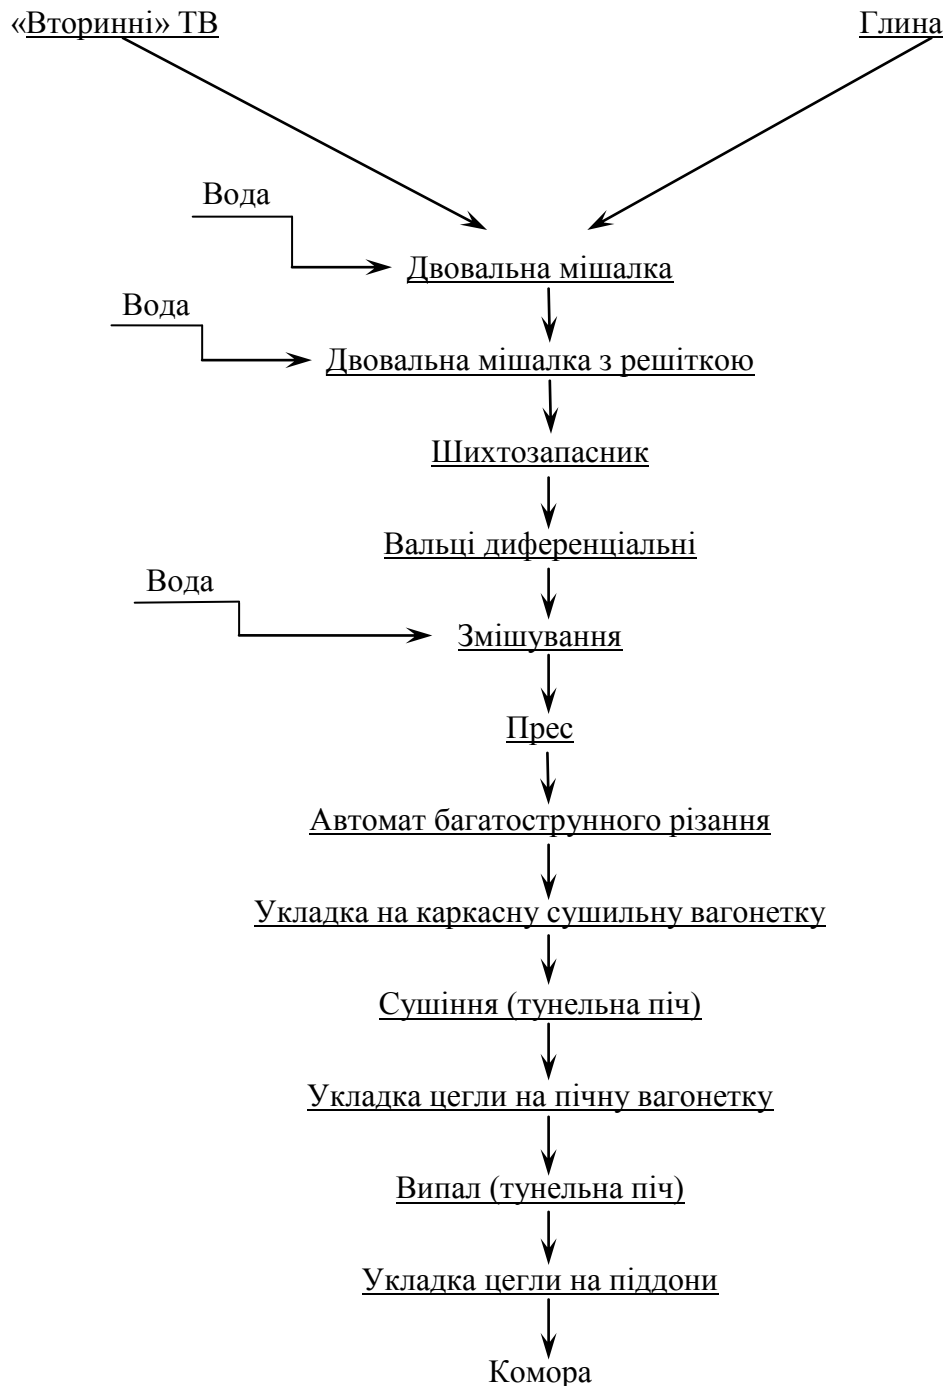 «Вторинні» ТВ
Глина
Вода
Двовальна мішалка
Вода
Двовальна мішалка з решіткою
Шихтозапасник
Вальці диференціальні
Вода
Змішування
Прес
Автомат багатострунного різання
Укладка на каркасну сушильну вагонетку
Сушіння (тунельна піч)
Укладка цегли на пічну вагонетку
Випал (тунельна піч)
Укладка цегли на піддони
Комора